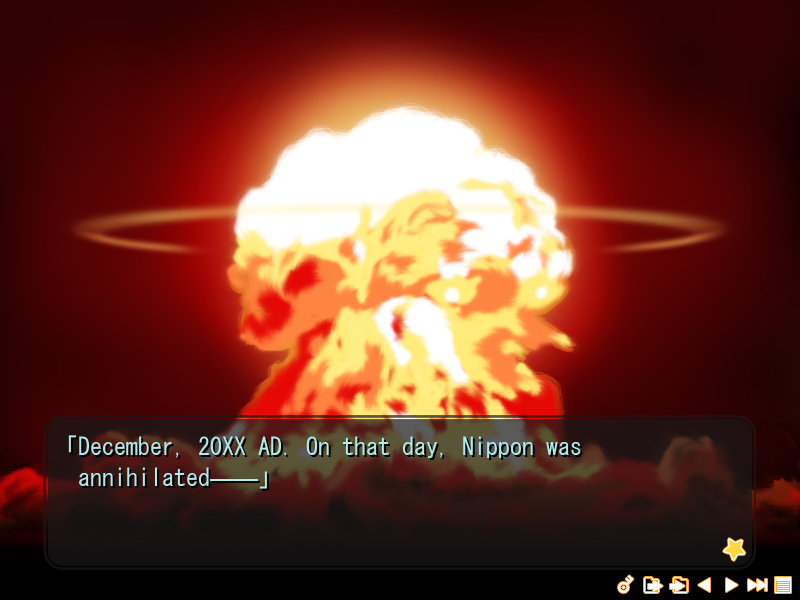 「December, 20XX AD. On that day, Nippon was
annihilated――」